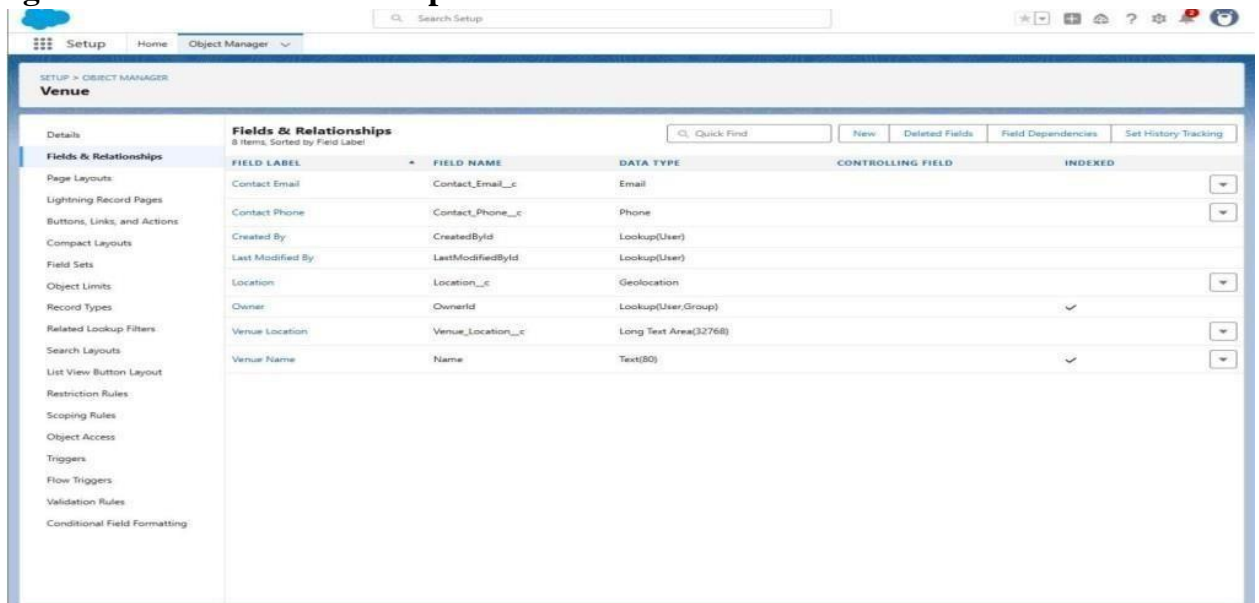 Search Setup
Setup Home Object Manager
SETUP > OBJECT MANAGER
Venue
Details
Fields & Relationships
Page Layouts
Lightning Record Pages
Buttons, Links, and Actions
Compact Layouts
Field Sets
Object Limits
Record Types
Related Lookup Filters
Search Layouts
List View Button Layout
Restriction Rules
Scoping Rules
Object Access
Triggers
Flow Triggers
Validation Rules
Conditional Field Formatting
Fields & Relationships
8 Items, Sorted by Field Label
Quick Find New Deleted Fields Field Dependencies Set History Tracking
FIELD LABEL FIELD NAME DATA TYPE CONTROLLING FIELD INDEXED
Contact Email Contact_Email__c Email
Contact Phone Contact_Phone__c Phone
Created By CreatedById Lookup(User)
Last Modified By LastModifiedById Lookup(User)
Location Location__c Geolocation
Owner OwnerId Lookup(User,Group)
Venue Location Venue_Location__c Long Text Area(32768)
Venue Name Name Text(80)